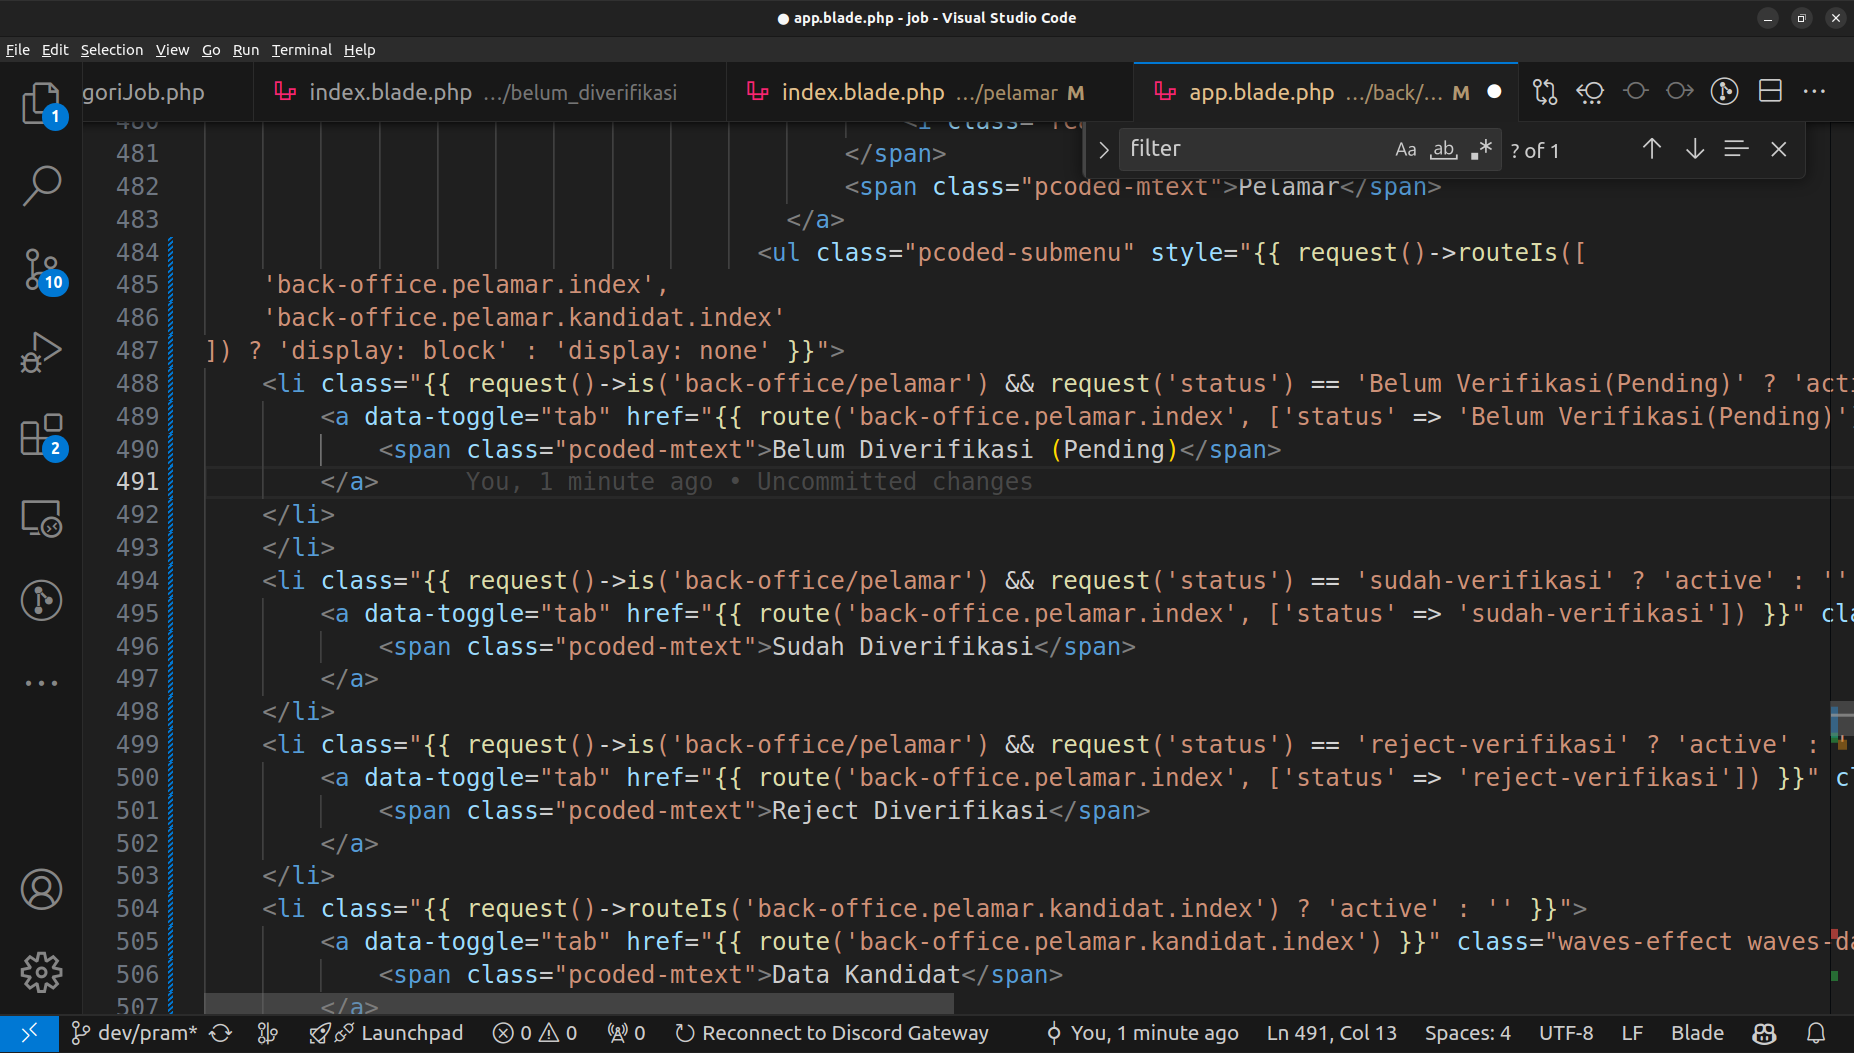 app.blade.php - job - Visual Studio Code
File Edit Selection View Go Run Terminal Help
goriJob.php
index.blade.php …/belum_diverifikasi
index.blade.php …/pelamar M
app.blade.php …/back/… M
filter Aa ab .* ? of 1
481 </span>
482 <span class="pcoded-mtext">Pelamar</span>
483 </a>
484 <ul class="pcoded-submenu" style="{{ request()->routeIs([
485 'back-office.pelamar.index',
486 'back-office.pelamar.kandidat.index'
487 ]) ? 'display: block' : 'display: none' }}">
488 <li class="{{ request()->is('back-office/pelamar') && request('status') == 'Belum Verifikasi(Pending)' ? 'acti
489 <a data-toggle="tab" href="{{ route('back-office.pelamar.index', ['status' => 'Belum Verifikasi(Pending)'
490 <span class="pcoded-mtext">Belum Diverifikasi (Pending)</span>
491 </a> You, 1 minute ago • Uncommitted changes
492 </li>
493 </li>
494 <li class="{{ request()->is('back-office/pelamar') && request('status') == 'sudah-verifikasi' ? 'active' : ''
495 <a data-toggle="tab" href="{{ route('back-office.pelamar.index', ['status' => 'sudah-verifikasi']) }}" cla
496 <span class="pcoded-mtext">Sudah Diverifikasi</span>
497 </a>
498 </li>
499 <li class="{{ request()->is('back-office/pelamar') && request('status') == 'reject-verifikasi' ? 'active' : '
500 <a data-toggle="tab" href="{{ route('back-office.pelamar.index', ['status' => 'reject-verifikasi']) }}" cl
501 <span class="pcoded-mtext">Reject Diverifikasi</span>
502 </a>
503 </li>
504 <li class="{{ request()->routeIs('back-office.pelamar.kandidat.index') ? 'active' : '' }}">
505 <a data-toggle="tab" href="{{ route('back-office.pelamar.kandidat.index') }}" class="waves-effect waves-da
506 <span class="pcoded-mtext">Data Kandidat</span>
507 </a>
1
10
2
dev/pram* Launchpad 0 0 0 Reconnect to Discord Gateway You, 1 minute ago Ln 491, Col 13 Spaces: 4 UTF-8 LF Blade